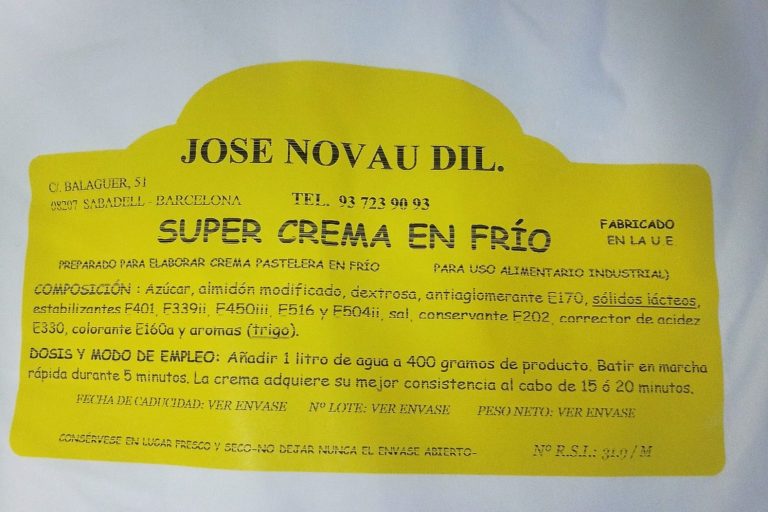 JOSE NOVAU DIL.
C/. BALAGUER, 51
08207 SABADELL - BARCELONA
TEL. 93 723 90 93
SUPER CREMA EN FRÍO
FABRICADO
EN LA U E
PREPARADO PARA ELABORAR CREMA PASTELERA EN FRÍO
PARA USO ALIMENTARIO INDUSTRIAL)
COMPOSICIÓN : Azúcar, almidón modificado, dextrosa, antiaglomerante E170, sólidos lácteos,
estabilizantes E401, E339ii, E450iii, E516 y E504ii, sal, conservante E202, corrector de acidez
E330, colorante E160a y aromas (trigo).
DOSIS Y MODO DE EMPLEO: Añadir 1 litro de agua a 400 gramos de producto. Batir en marcha
rápida durante 5 minutos. La crema adquiere su mejor consistencia al cabo de 15 ó 20 minutos.
FECHA DE CADUCIDAD: VER ENVASE Nº LOTE: VER ENVASE PESO NETO: VER ENVASE
CONSÉRVESE EN LUGAR FRESCO Y SECO-NO DEJAR NUNCA EL ENVASE ABIERTO-
Nº R.S.I.: / M